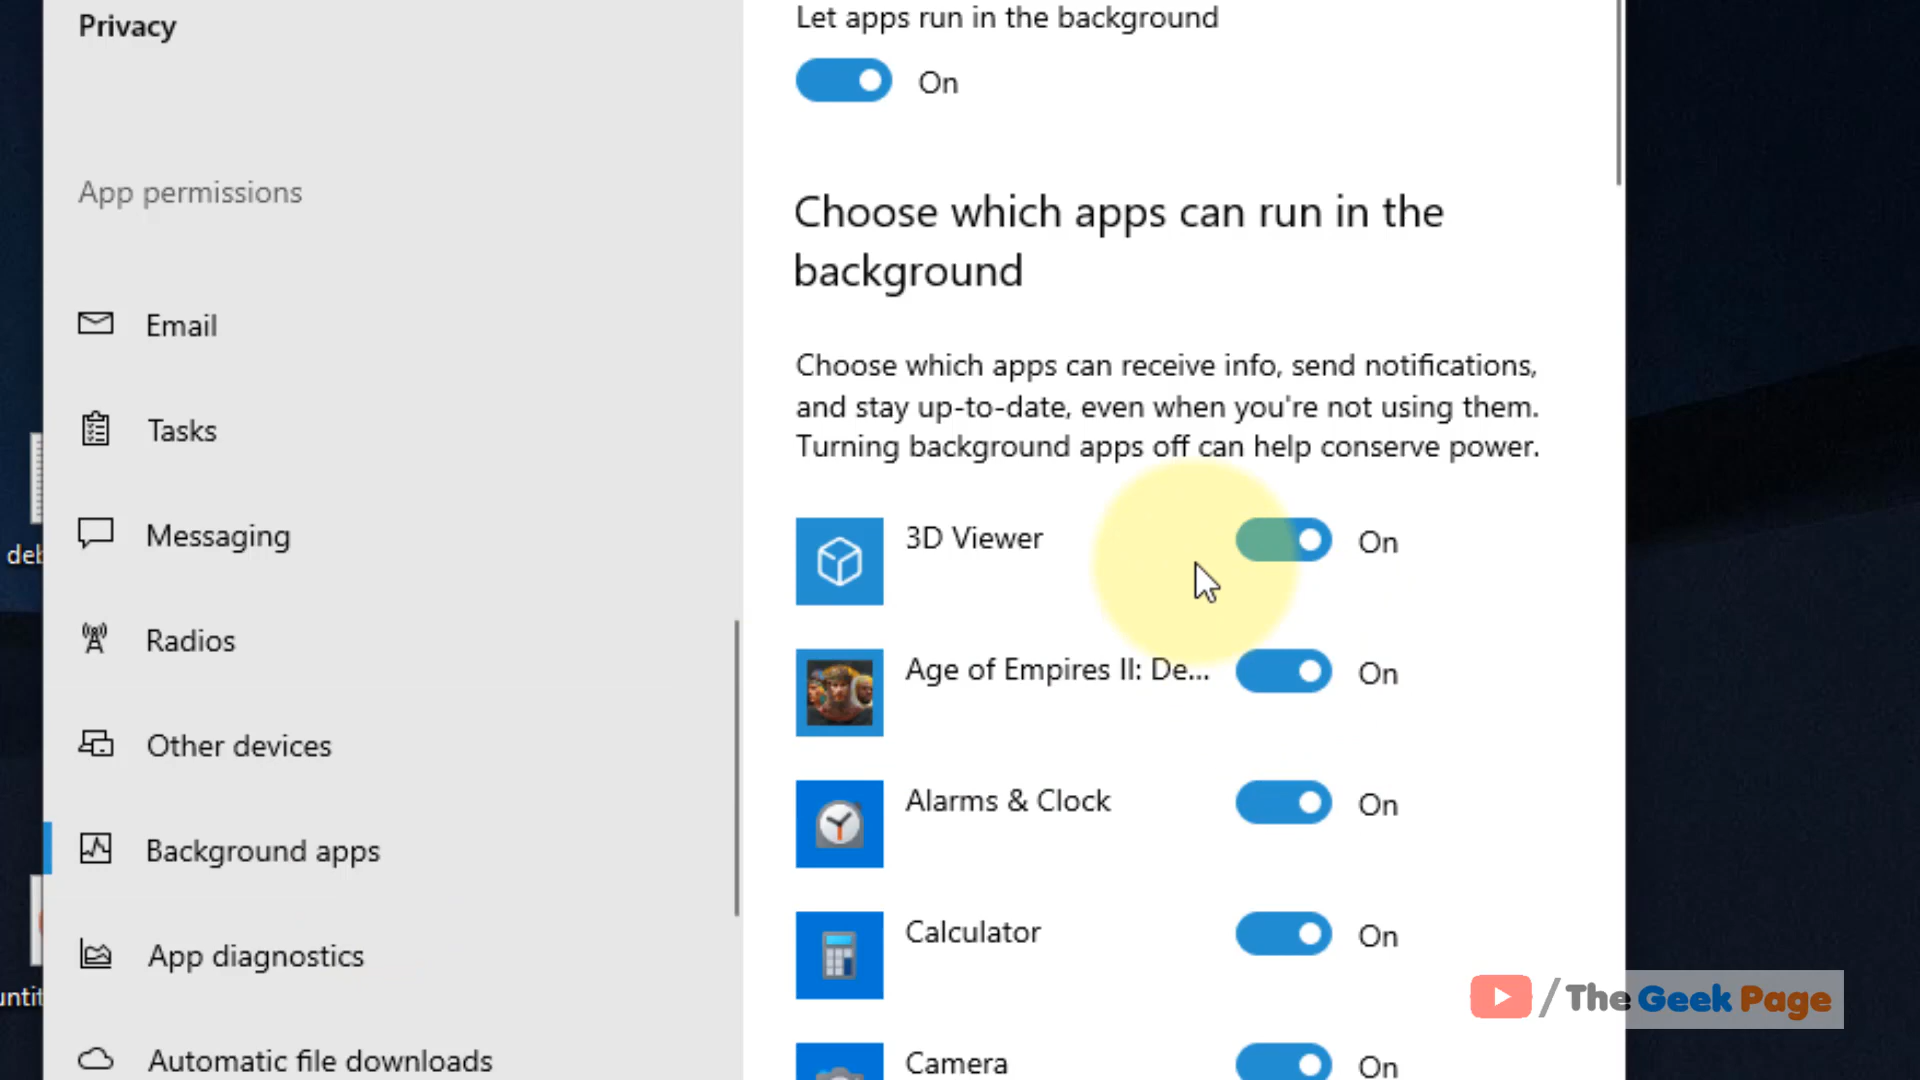 Privacy
App permissions
Email
Tasks
Messaging
Radios
Other devices
Background apps
App diagnostics
Automatic file downloads
Let apps run in the background
On
Choose which apps can run in the
background
Choose which apps can receive info, send notifications,
and stay up-to-date, even when you're not using them.
Turning background apps off can help conserve power.
3D Viewer On
Age of Empires II: De... On
Alarms & Clock On
Calculator On
Camera On
/ The Geek Page
deb
untit